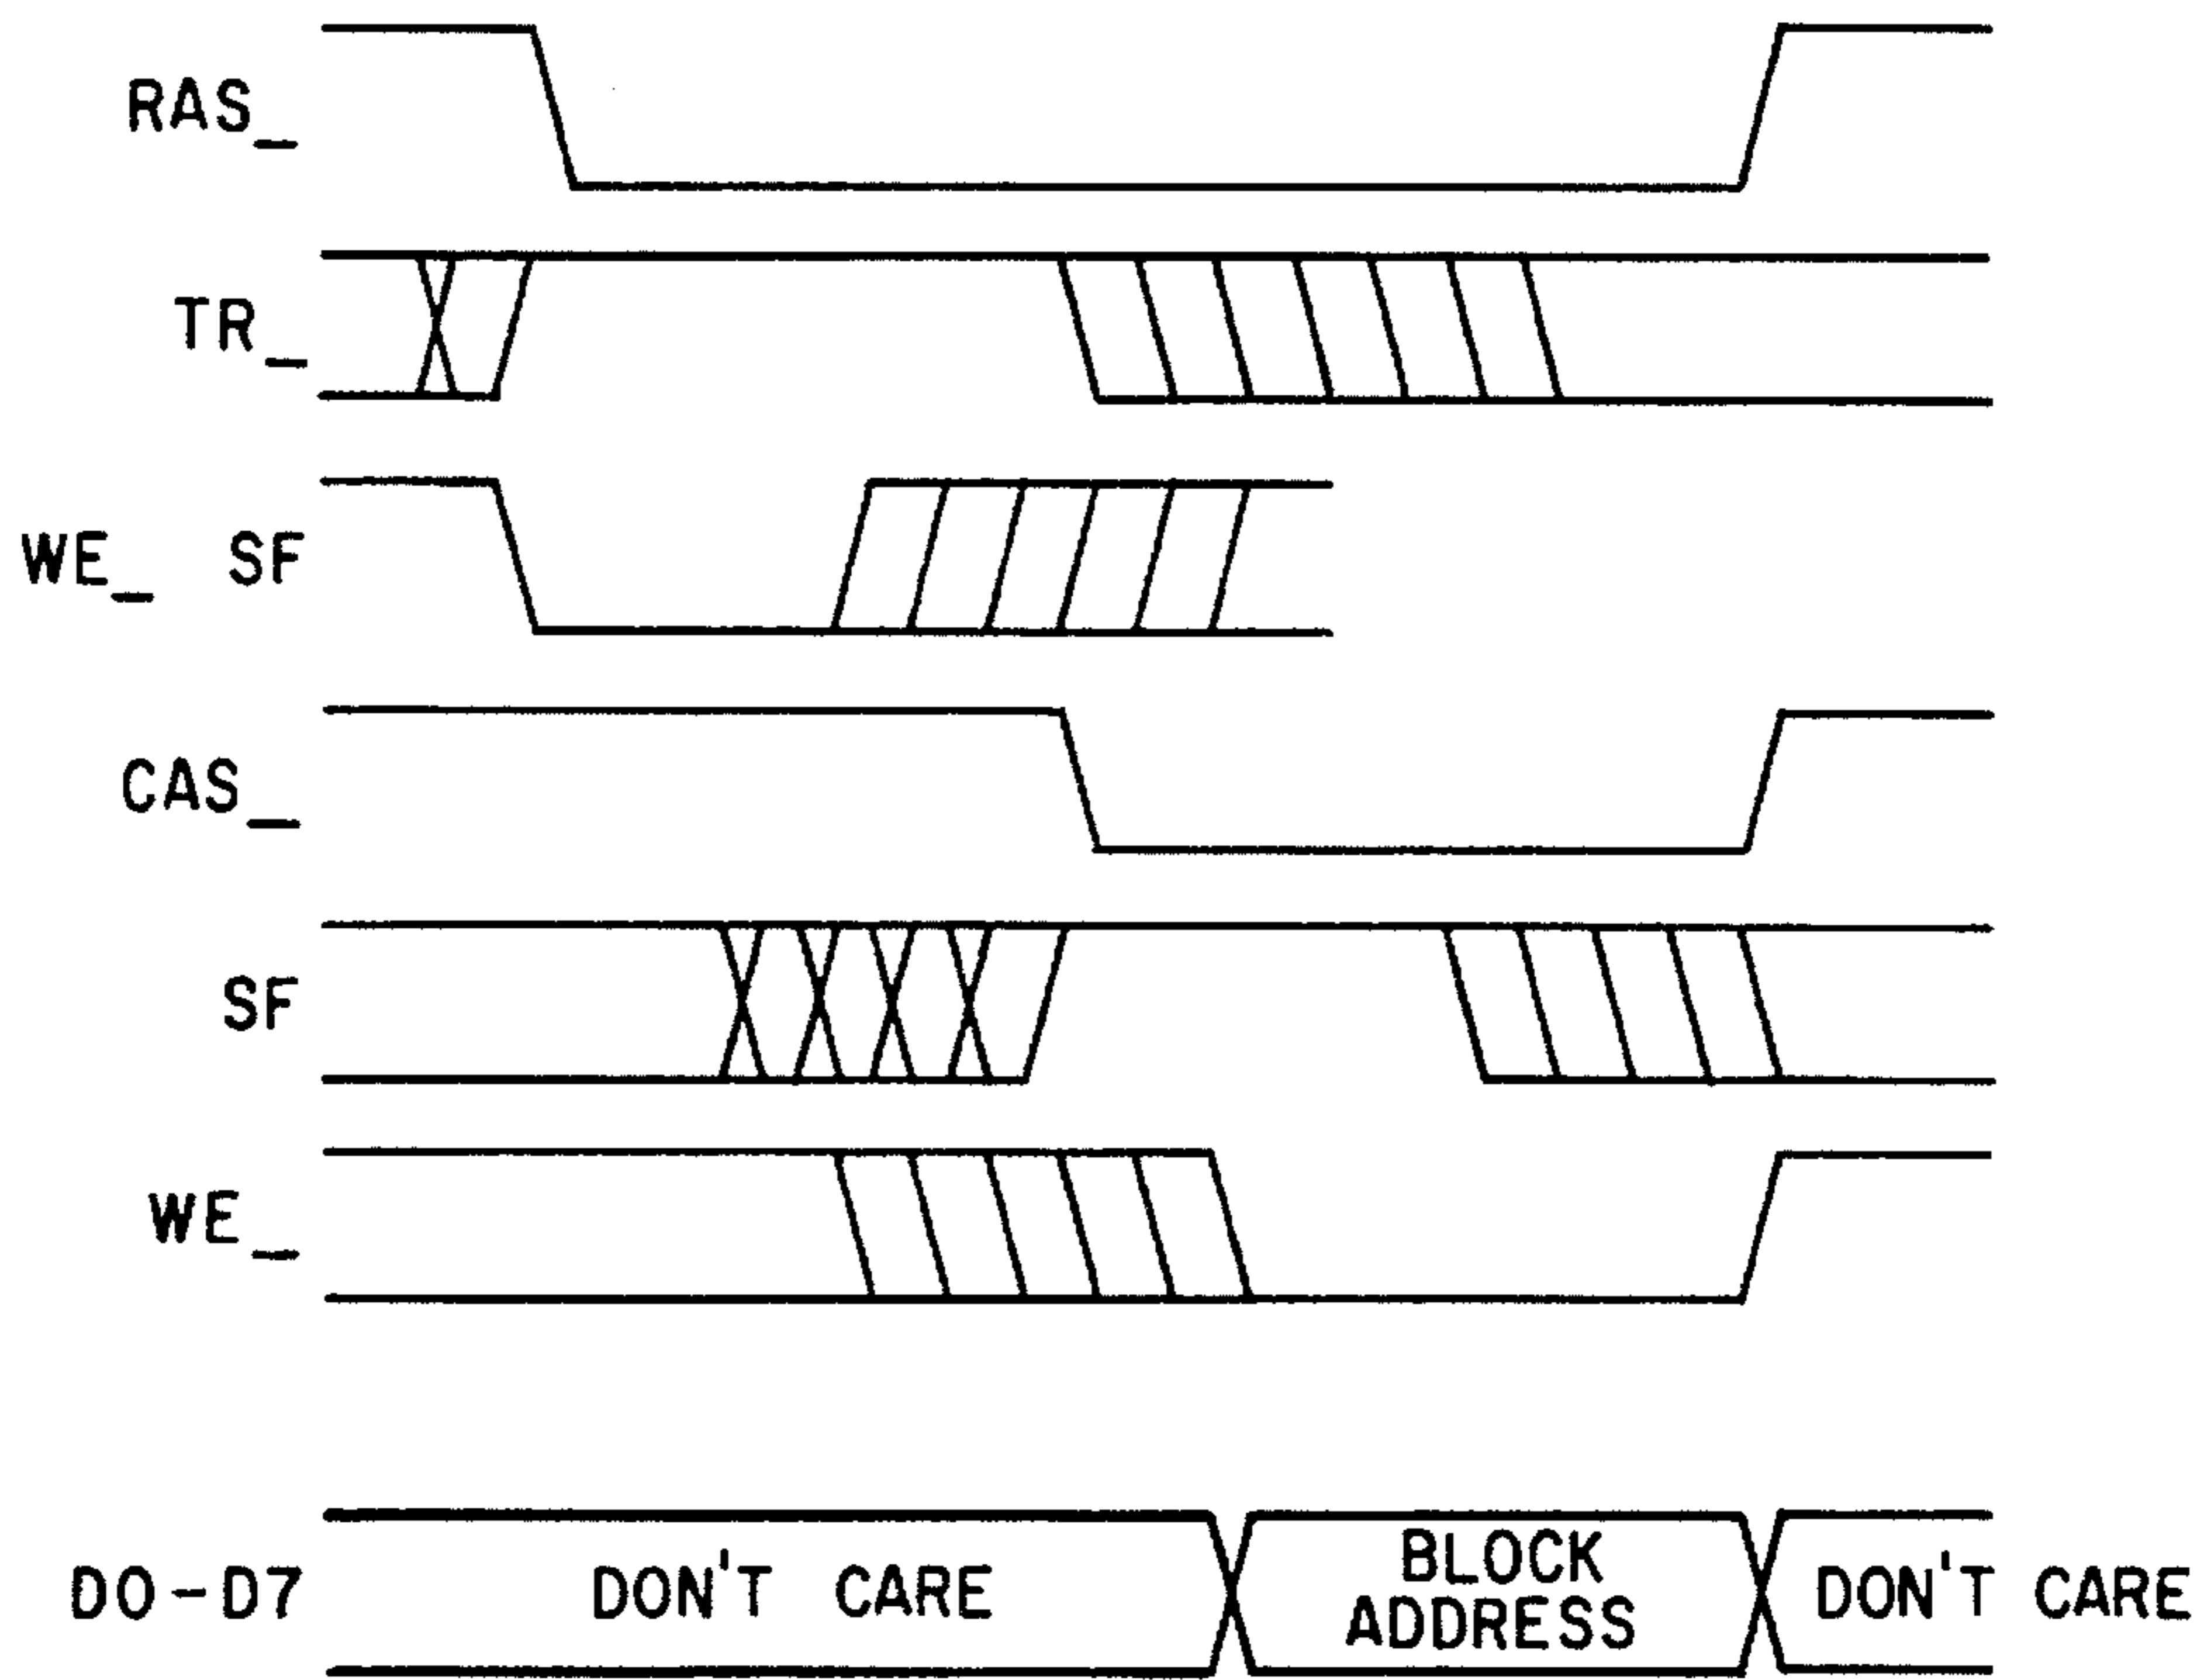 RAS_
TR_
WE_ SF
CAS_
SF
WE_
D0-D7 DON'T CARE BLOCK ADDRESS DON'T CARE